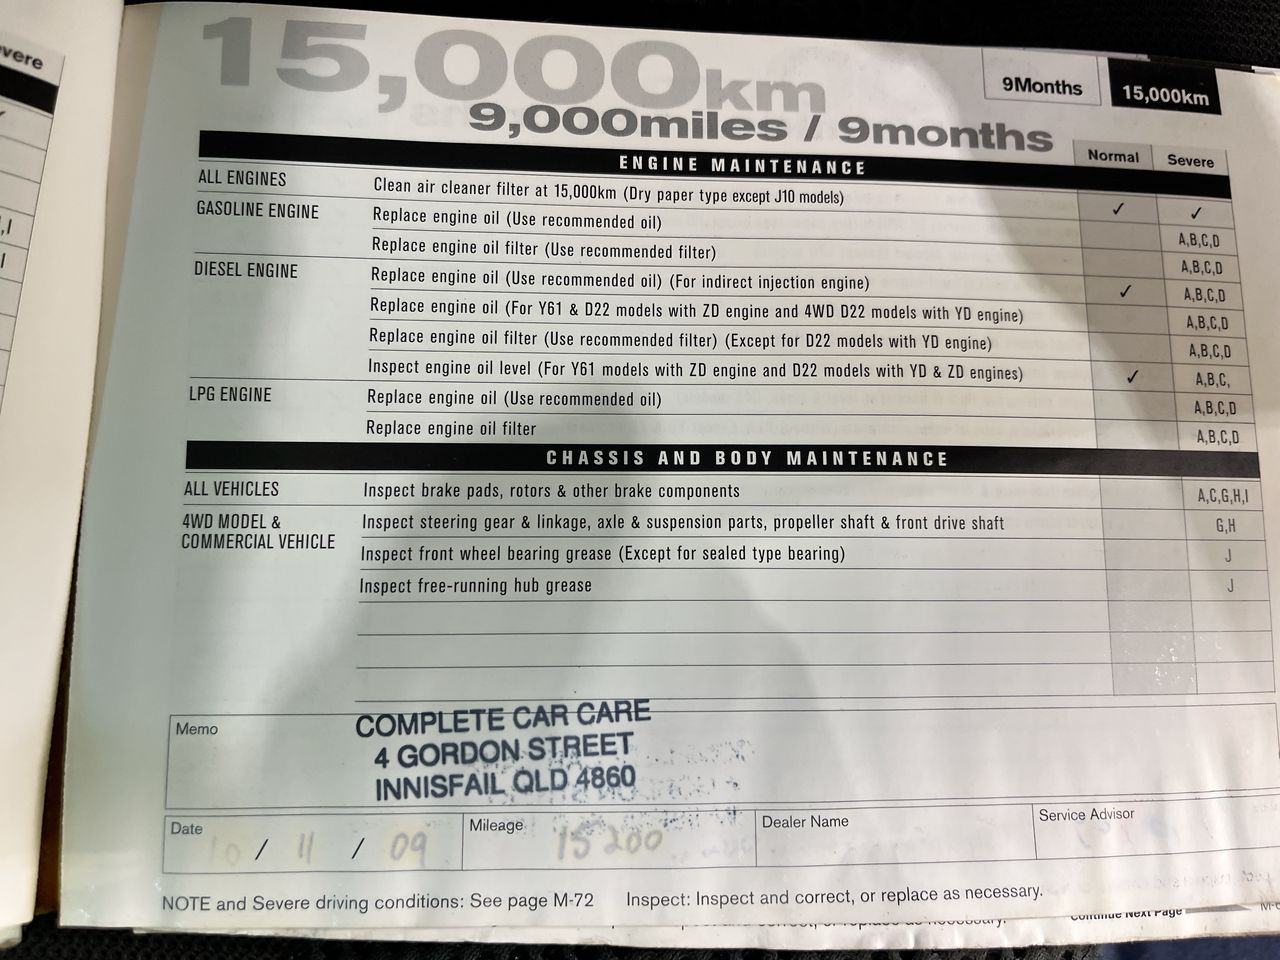 vere
15,000km
9,000miles / 9months
9Months
15,000km
Normal Severe
ENGINE MAINTENANCE
ALL ENGINES Clean air cleaner filter at 15,000km (Dry paper type except J10 models) ✓ ✓
GASOLINE ENGINE Replace engine oil (Use recommended oil) A,B,C,D
Replace engine oil filter (Use recommended filter) A,B,C,D
DIESEL ENGINE Replace engine oil (Use recommended oil) (For indirect injection engine) ✓ A,B,C,D
Replace engine oil (For Y61 & D22 models with ZD engine and 4WD D22 models with YD engine) A,B,C,D
Replace engine oil filter (Use recommended filter) (Except for D22 models with YD engine) A,B,C,D
Inspect engine oil level (For Y61 models with ZD engine and D22 models with YD & ZD engines) ✓ A,B,C,
LPG ENGINE Replace engine oil (Use recommended oil) A,B,C,D
Replace engine oil filter A,B,C,D
CHASSIS AND BODY MAINTENANCE
ALL VEHICLES Inspect brake pads, rotors & other brake components A,C,G,H,I
4WD MODEL & Inspect steering gear & linkage, axle & suspension parts, propeller shaft & front drive shaft G,H
COMMERCIAL VEHICLE
Inspect front wheel bearing grease (Except for sealed type bearing) J
Inspect free-running hub grease J
Memo
COMPLETE CAR CARE
4 GORDON STREET
INNISFAIL QLD 4860
Date 10 / 11 / 09
Mileage 15200
Dealer Name
Service Advisor
NOTE and Severe driving conditions: See page M-72 Inspect: Inspect and correct, or replace as necessary.
Continue Next Page